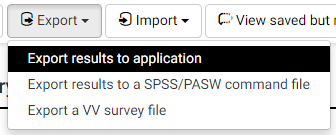 Export Import View saved but n
Export results to application
Export results to a SPSS/PASW command file
Export a VV survey file